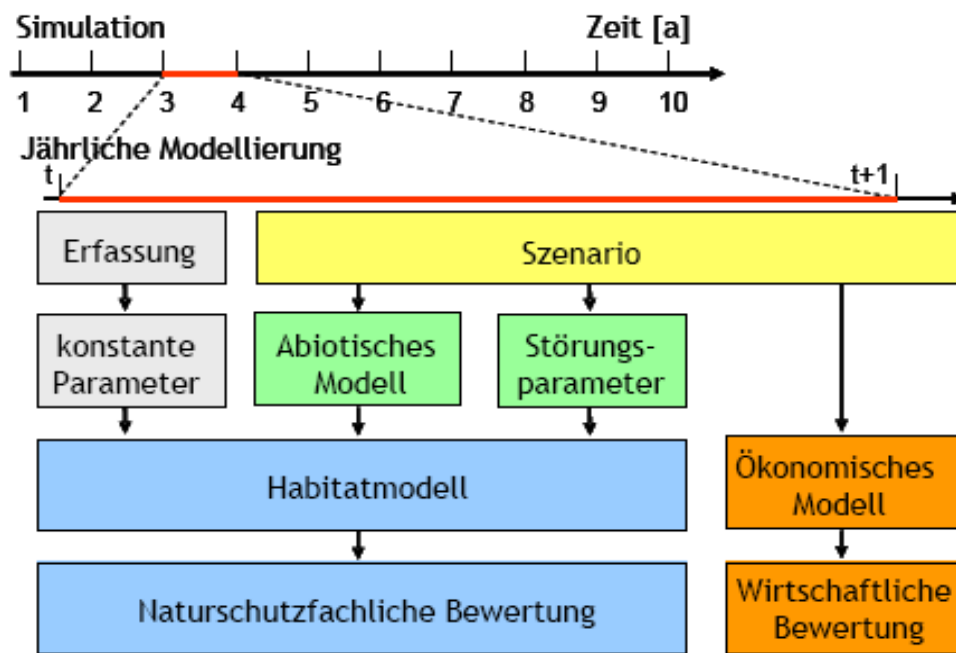 Simulation
Zeit [a]
1 2 3 4 5 6 7 8 9 10
Jährliche Modellierung
t
t+1
Erfassung
Szenario
konstante
Parameter
Abiotisches
Modell
Störungs-
parameter
Habitatmodell
Ökonomisches
Modell
Naturschutzfachliche Bewertung
Wirtschaftliche
Bewertung